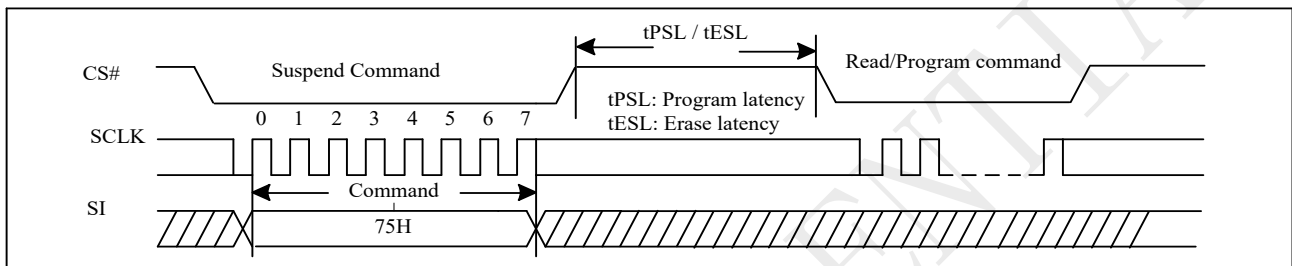 tPSL / tESL
CS#
Suspend Command
Read/Program command
tPSL: Program latency
tESL: Erase latency
0 1 2 3 4 5 6 7
SCLK
Command
SI
75H